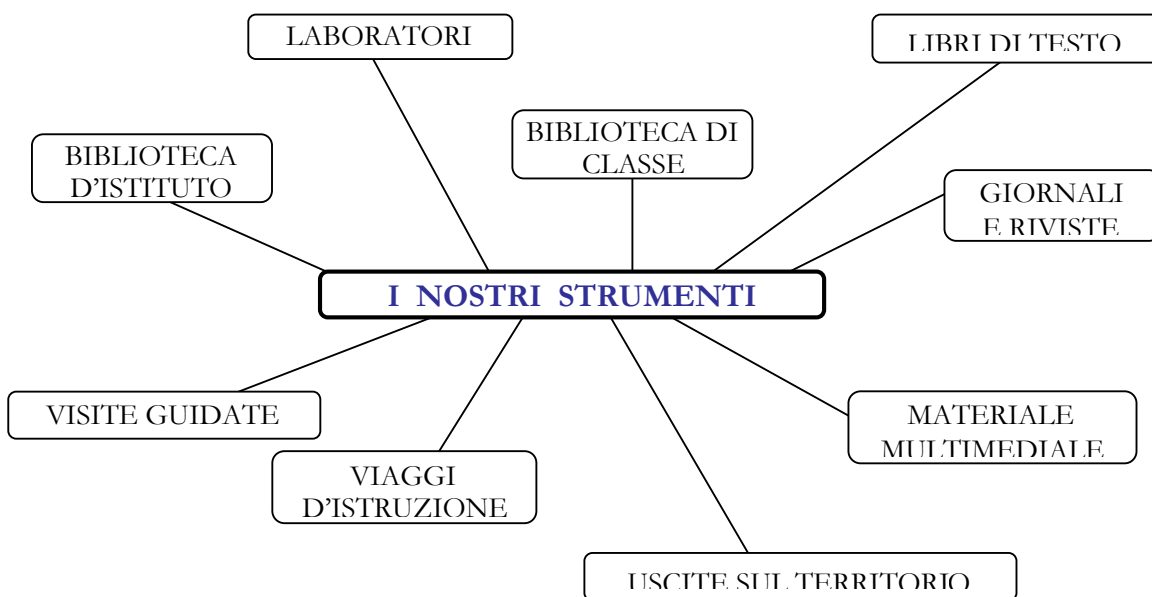 LABORATORI
LIBRI DI TESTO
BIBLIOTECA DI
CLASSE
BIBLIOTECA
D'ISTITUTO
GIORNALI
E RIVISTE
I NOSTRI STRUMENTI
VISITE GUIDATE
MATERIALE
MULTIMEDIALE
VIAGGI
D'ISTRUZIONE
USCITE SUL TERRITORIO